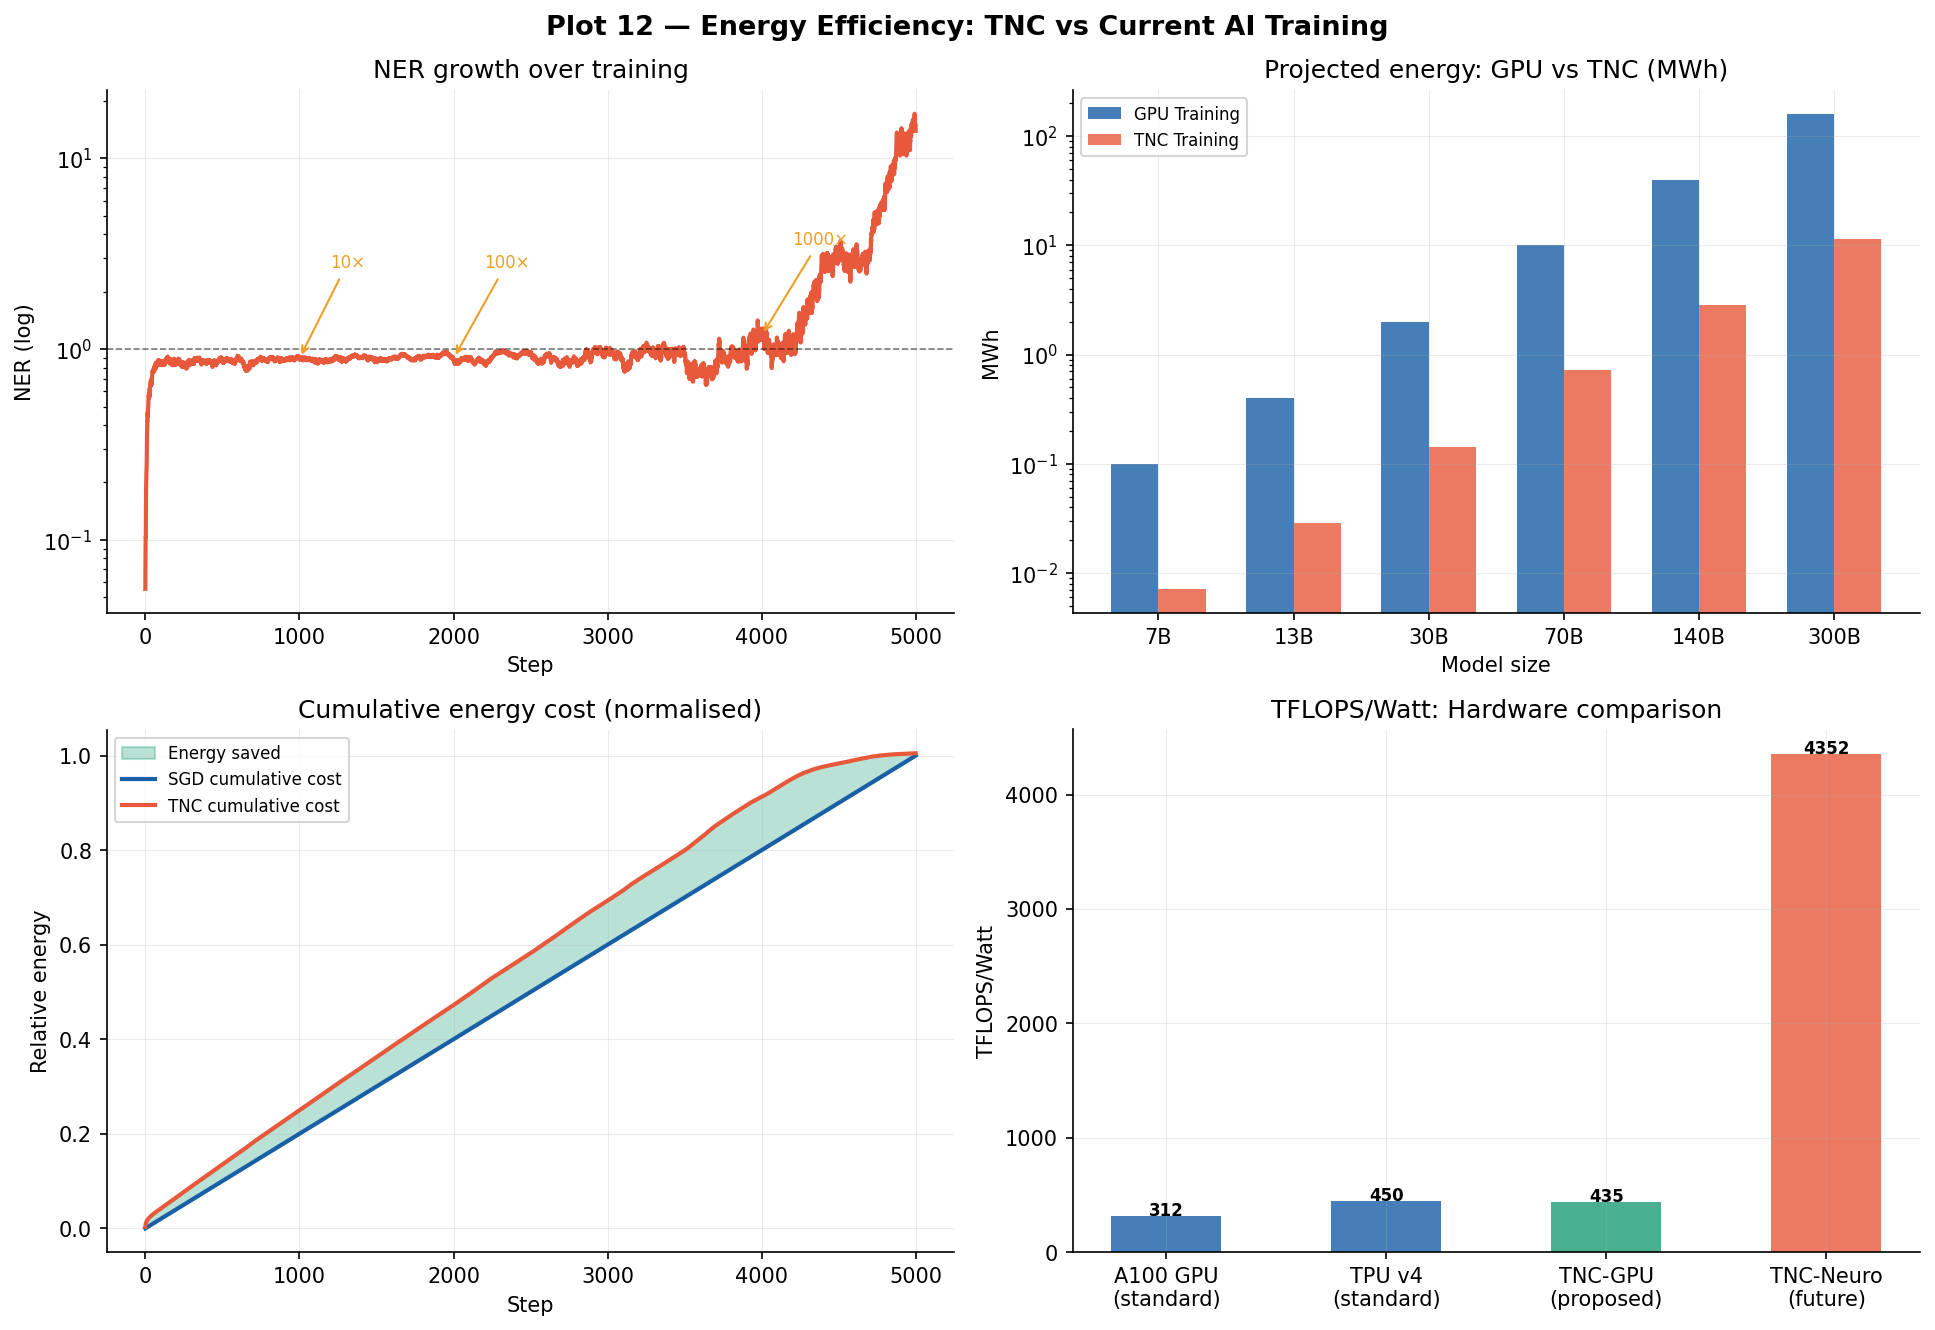 Plot 12 — Energy Efficiency: TNC vs Current AI Training
NER growth over training
NER (log)
10¹
10⁰
10⁻¹
10×
100×
1000×
0 1000 2000 3000 4000 5000
Step
Projected energy: GPU vs TNC (MWh)
GPU Training
TNC Training
MWh
10²
10¹
10⁰
10⁻¹
10⁻²
7B 13B 30B 70B 140B 300B
Model size
Cumulative energy cost (normalised)
Energy saved
SGD cumulative cost
TNC cumulative cost
Relative energy
1.0
0.8
0.6
0.4
0.2
0.0
0 1000 2000 3000 4000 5000
Step
TFLOPS/Watt: Hardware comparison
TFLOPS/Watt
4000
3000
2000
1000
0
312
450
435
4352
A100 GPU
(standard)
TPU v4
(standard)
TNC-GPU
(proposed)
TNC-Neuro
(future)